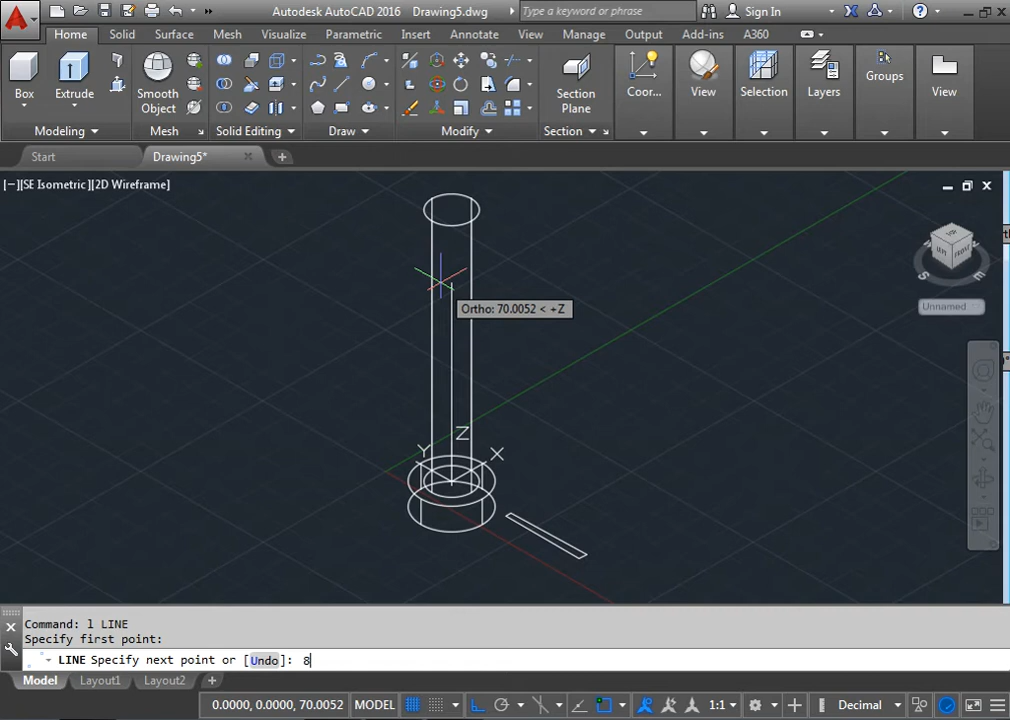 Autodesk AutoCAD 2016 Drawing5.dwg
Type a keyword or phrase
Sign In
Home Solid Surface Mesh Visualize Parametric Insert Annotate View Manage Output Add-ins A360
Box
Extrude
Smooth
Object
Section
Plane
Coor...
View
Selection
Layers
Groups
View
Modeling
Mesh
Solid Editing
Draw
Modify
Section
Start
Drawing5*
[−][SE Isometric][2D Wireframe]
TOP
FRONT
S
E
Unnamed
Ortho: 70.0052 < +Z
Z
Y
X
Command: l LINE
Specify first point:
LINE Specify next point or [Undo]: 8
Model Layout1 Layout2
0.0000, 0.0000, 70.0052 MODEL
1:1
Decimal